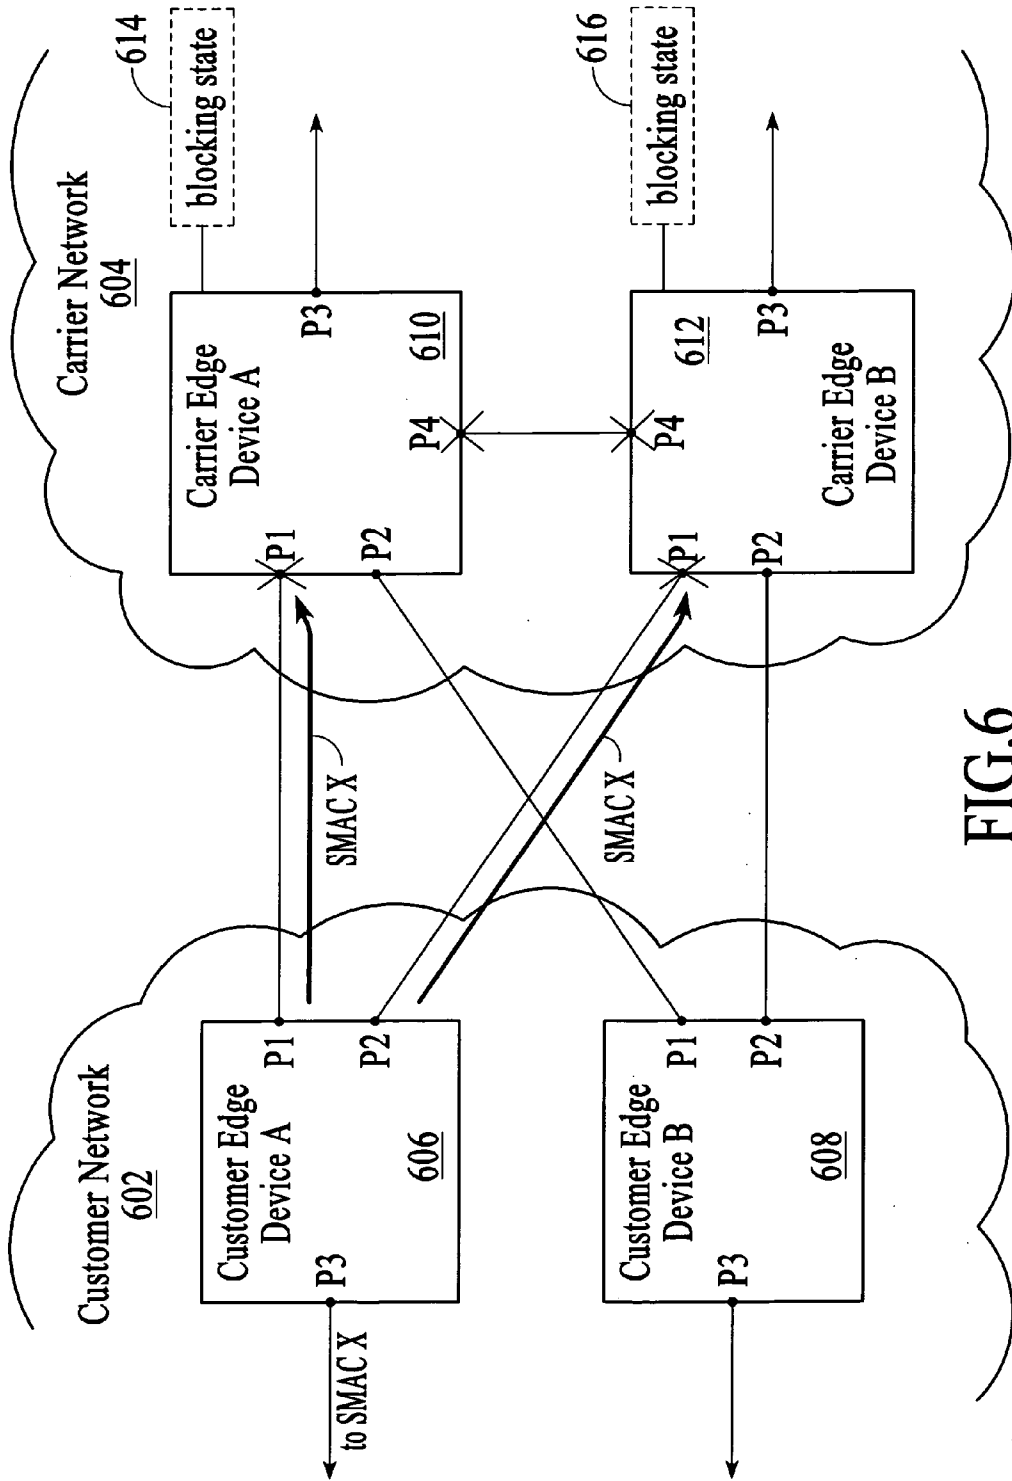 Customer Network
602
Carrier Network
604
Customer Edge
Device A
606
P1
P2
P3
to SMAC X
SMAC X
Carrier Edge
Device A
610
P1
P2
P3
P4
blocking state
614
Customer Edge
Device B
608
P1
P2
P3
SMAC X
Carrier Edge
Device B
612
P1
P2
P3
P4
blocking state
616
FIG.6